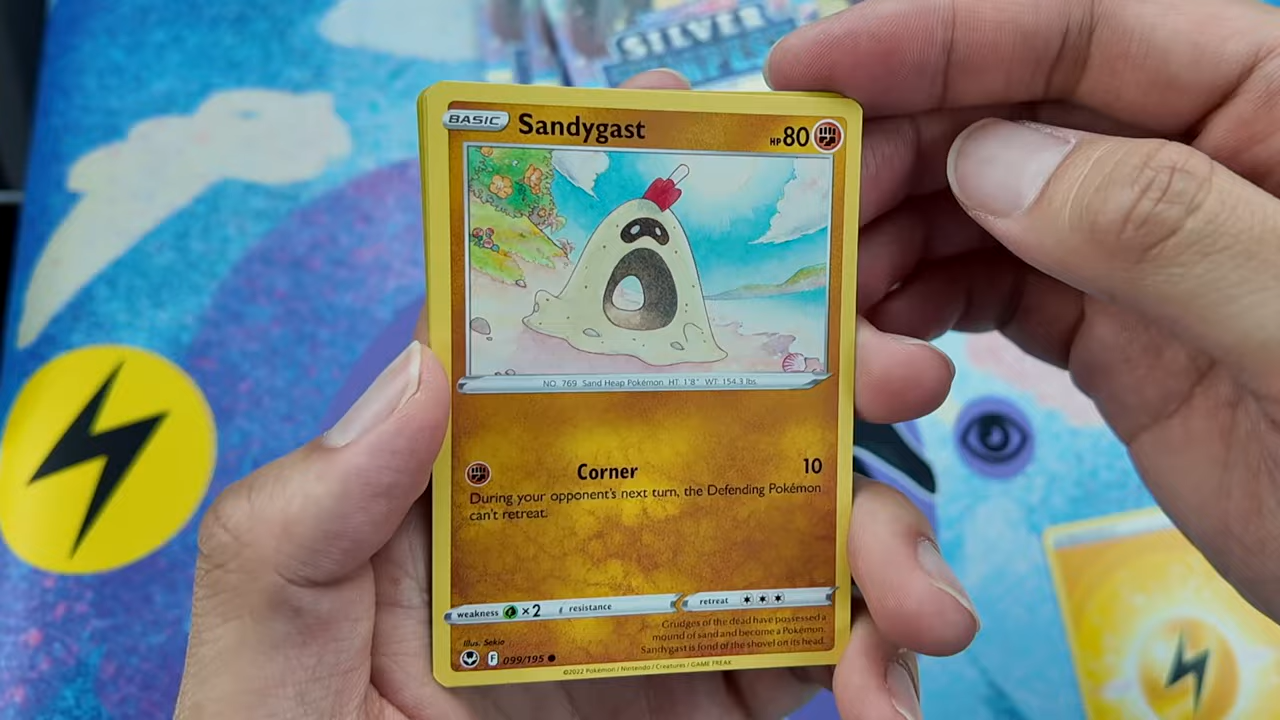 SILVER
BASIC Sandygast HP 80
NO. 769 Sand Heap Pokémon HT: 1'8" WT: 154.3 lbs.
Corner 10
During your opponent's next turn, the Defending Pokémon
can't retreat.
weakness ×2 resistance retreat
Illus. Sekio
Grudges of the dead have possessed a
mound of sand and become a Pokémon.
Sandygast is fond of the shovel on its head.
F 099/195
©2022 Pokémon / Nintendo / Creatures / GAME FREAK